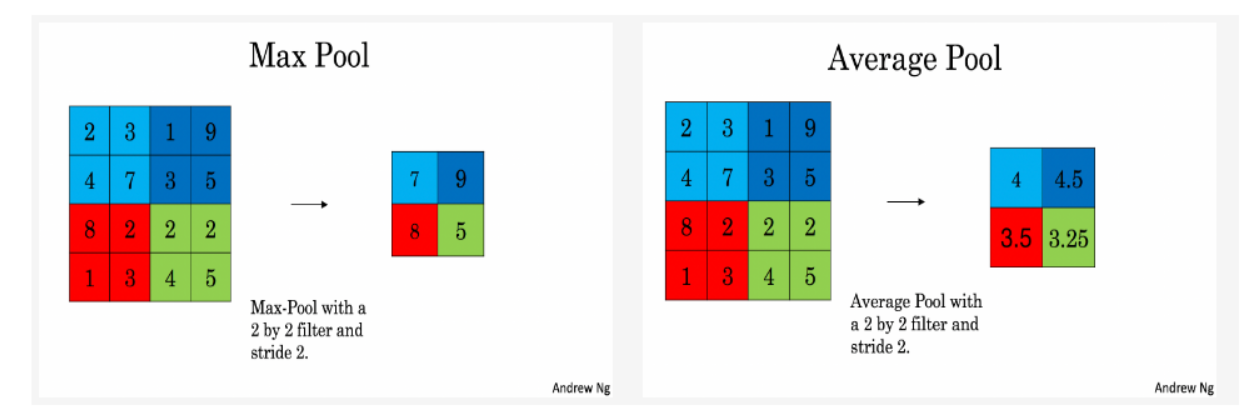 Max Pool
2 3 1 9
4 7 3 5
8 2 2 2
1 3 4 5
7 9
8 5
Max-Pool with a
2 by 2 filter and
stride 2.
Andrew Ng
Average Pool
2 3 1 9
4 7 3 5
8 2 2 2
1 3 4 5
4 4.5
3.5 3.25
Average Pool with
a 2 by 2 filter and
stride 2.
Andrew Ng